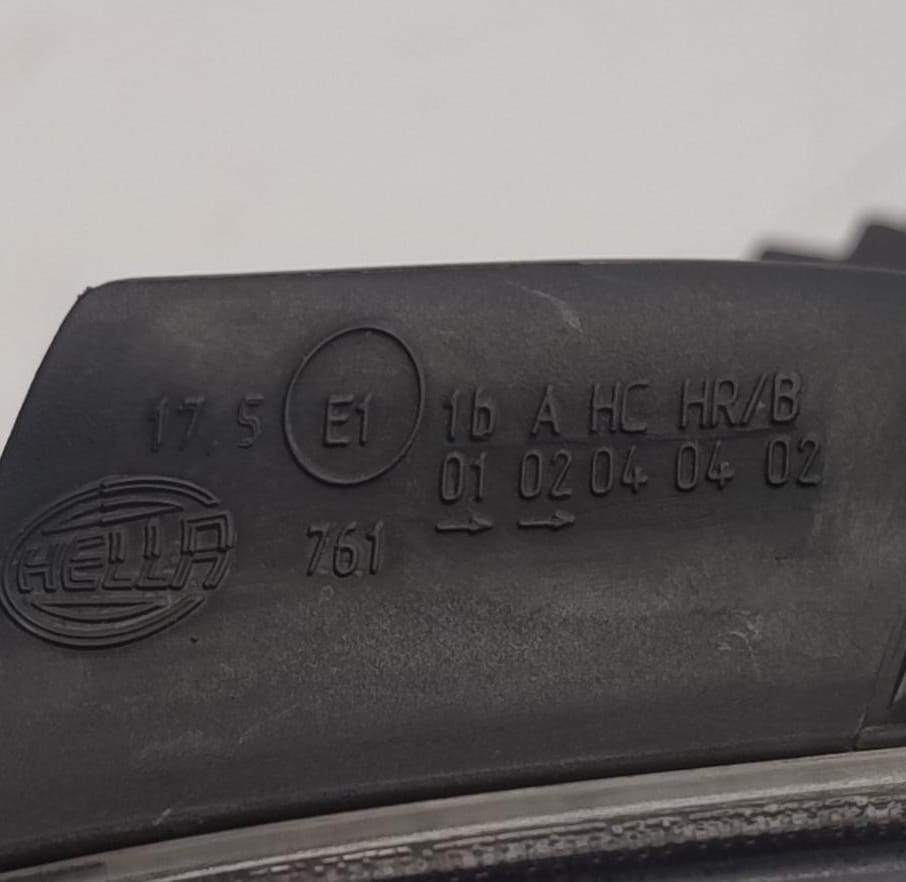 17.5 E1 1b A HC HR/B
01 02 04 04 02
HELLA 761 → →